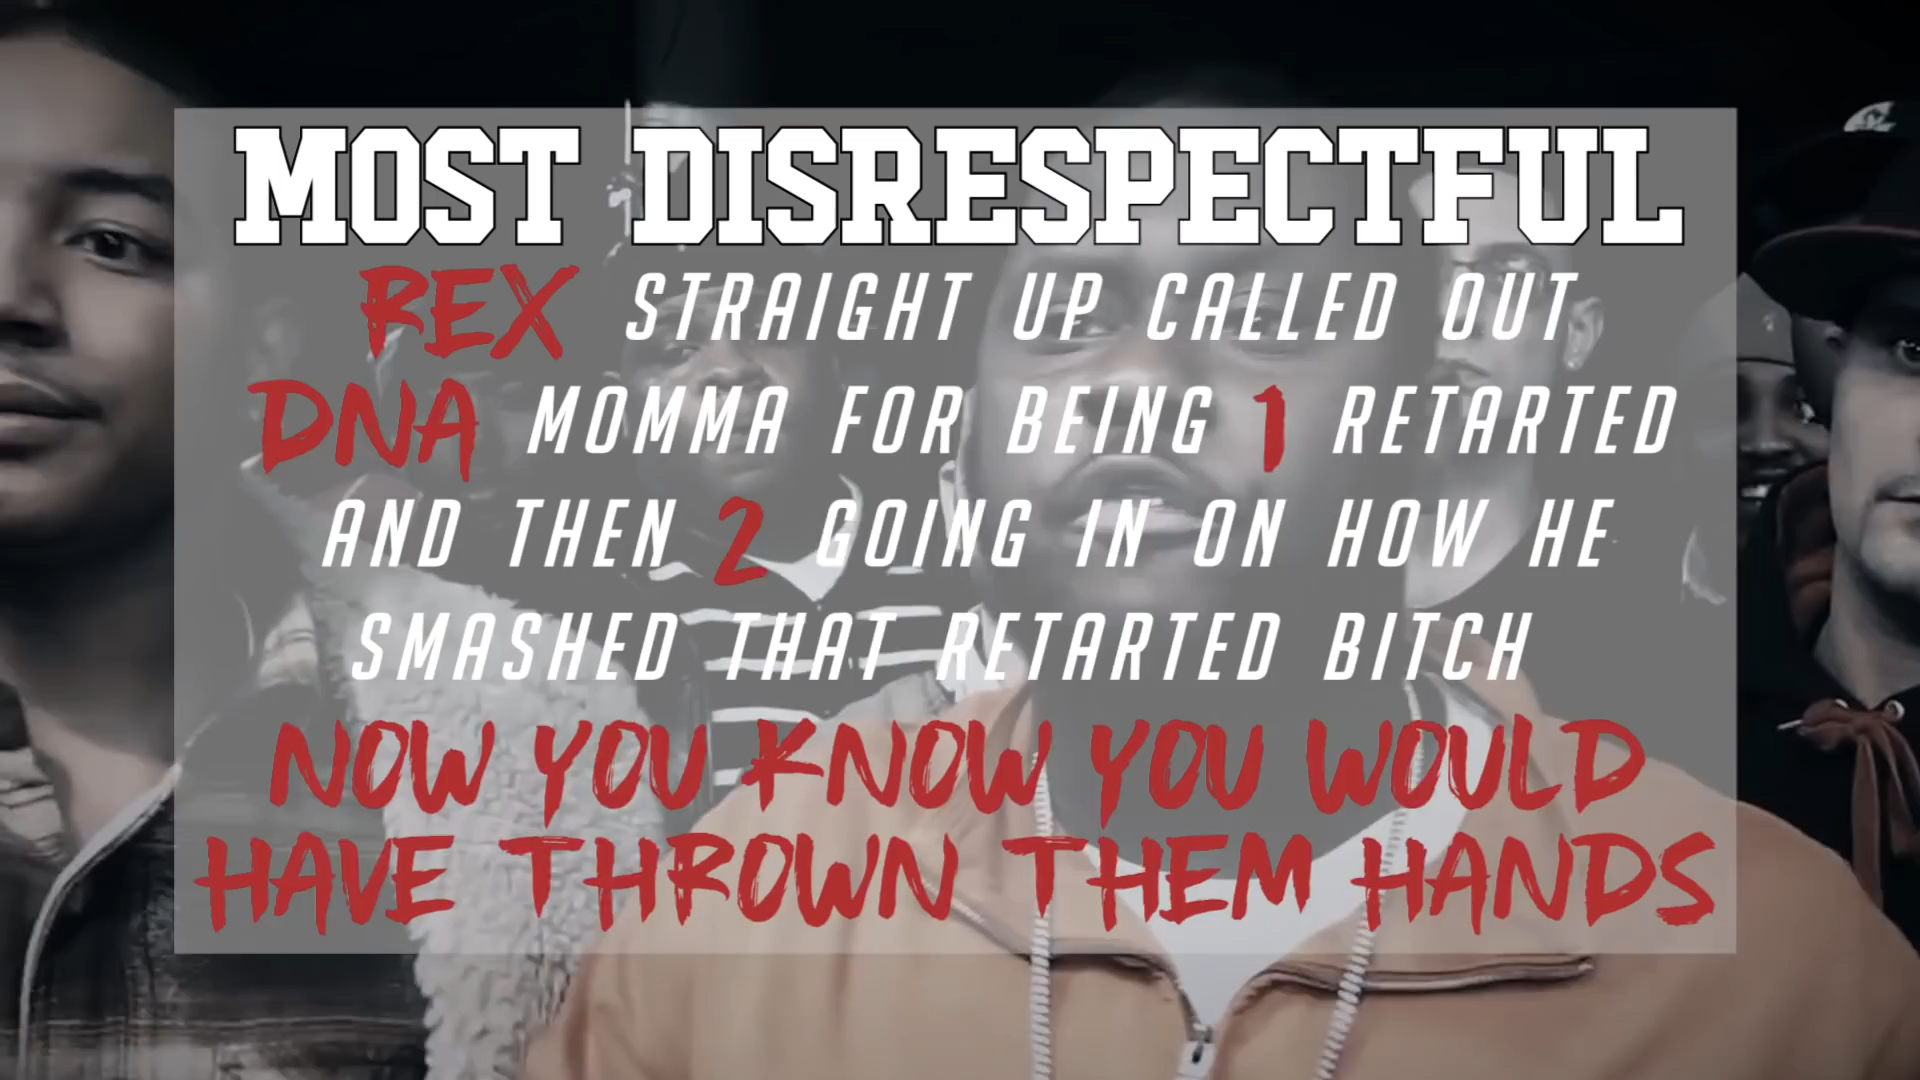 MOST DISRESPECTFUL
REX STRAIGHT UP CALLED OUT
DNA MOMMA FOR BEING 1 RETARTED
AND THEN 2 GOING IN ON HOW HE
SMASHED THAT RETARTED BITCH
NOW YOU KNOW YOU WOULD
HAVE THROWN THEM HANDS